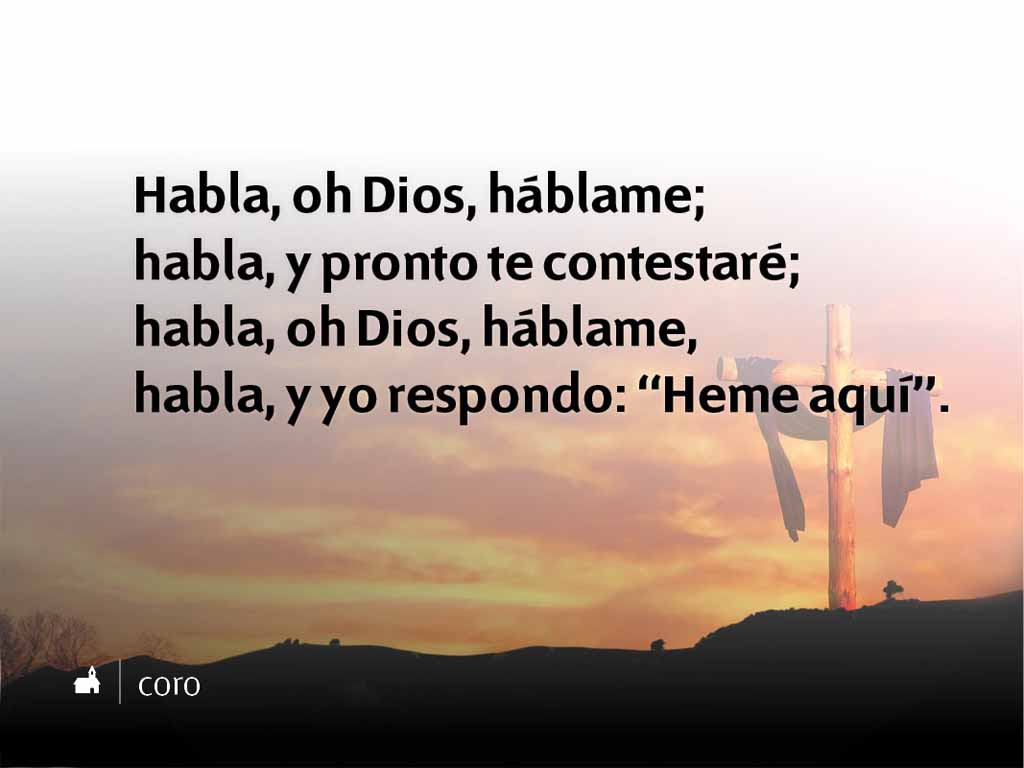 Habla, oh Dios, háblame;
habla, y pronto te contestaré;
habla, oh Dios, háblame,
habla, y yo respondo: “Heme aquí”.
coro